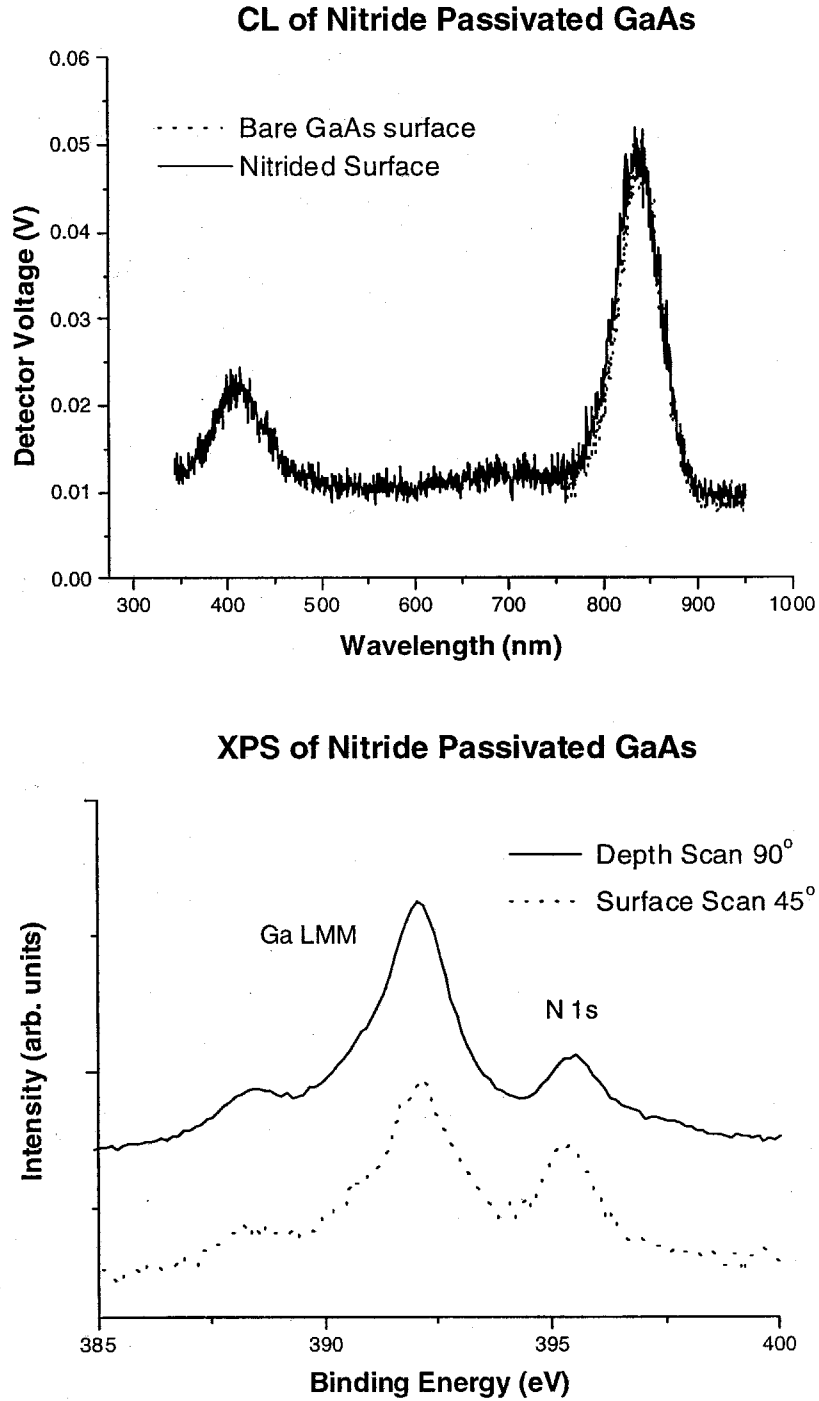 CL of Nitride Passivated GaAs
0.06
0.05
0.04
0.03
0.02
0.01
0.00
Detector Voltage (V)
Bare GaAs surface
Nitrided Surface
300 400 500 600 700 800 900 1000
Wavelength (nm)
XPS of Nitride Passivated GaAs
Intensity (arb. units)
Depth Scan 90°
Surface Scan 45°
Ga LMM
N 1s
385 390 395 400
Binding Energy (eV)